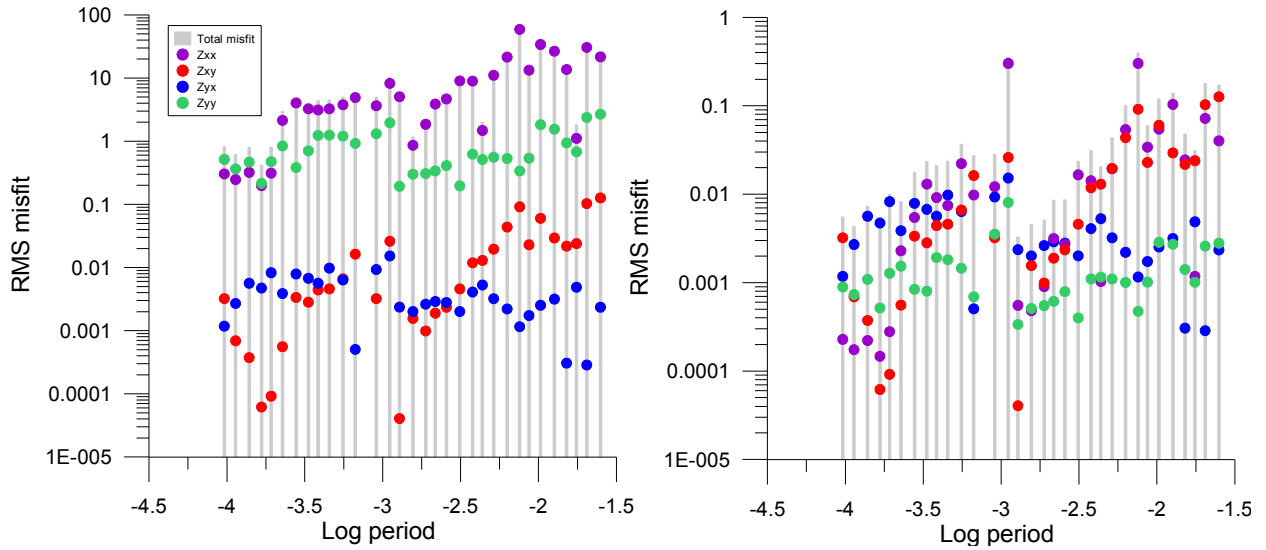 100
10
1
0.1
0.01
0.001
0.0001
1E-005
RMS misfit
Total misfit
Zxx
Zxy
Zyx
Zyy
-4.5 -4 -3.5 -3 -2.5 -2 -1.5
Log period
1
0.1
0.01
0.001
0.0001
1E-005
RMS misfit
-4.5 -4 -3.5 -3 -2.5 -2 -1.5
Log period